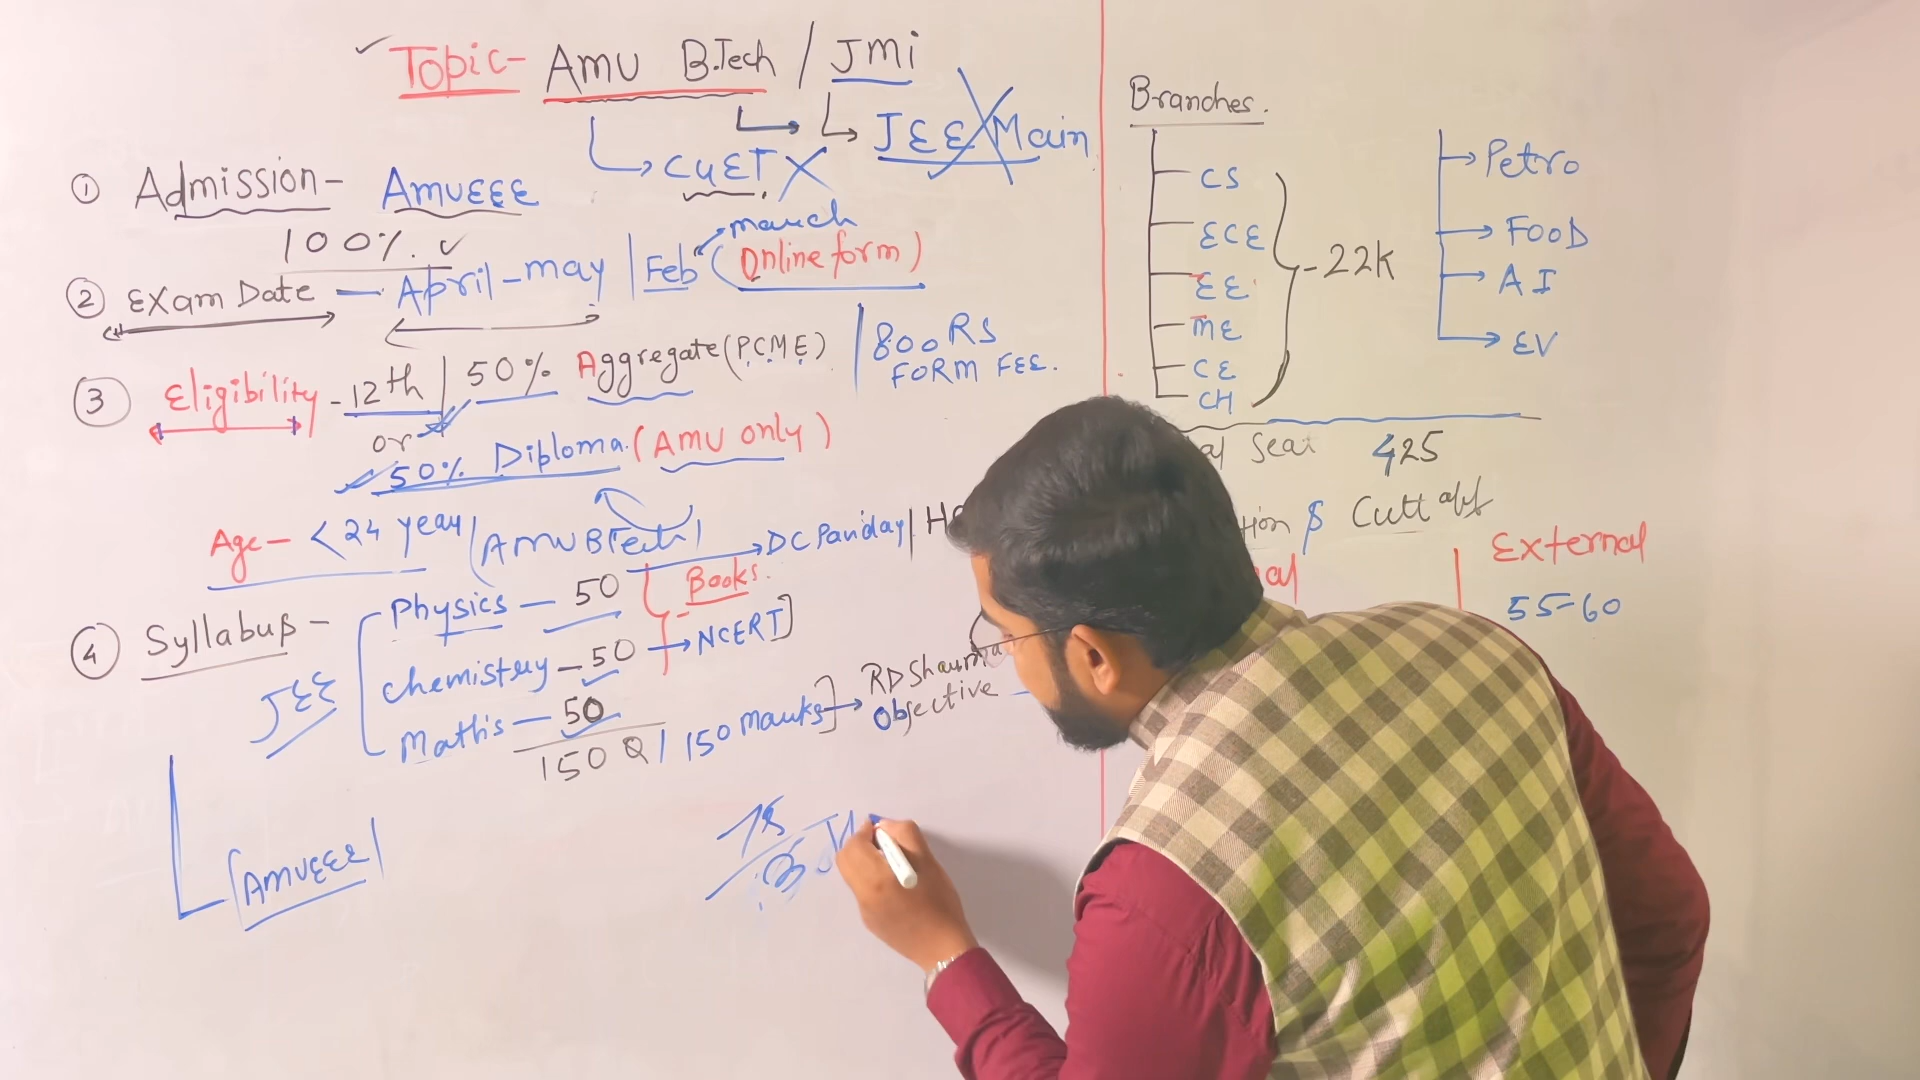 Topic- AMU B.Tech / JMi
CUET X
JEE Main
① Admission- AMUEEE
100%. ✓
② Exam Date — April-may | Feb (Online form)
march
③ Eligibility - 12th | 50% Aggregate (P.C.M.E)
800 RS
FORM FEE.
or
50% Diploma. (AMU only)
Age- < 24 year (AMU BTech)
④ Syllabus -
JEE
Physics - 50
DC Panday |
Books.
Chemistry - 50 → NCERT]
Maths - 50
150 Q | 150 Marks] → RD Sharma
Objective
[AMUEEE]
Branches.
CS
ECE
EE
ME
CE
CH
-22K
Petro
FOOD
AI
EV
Seat 425
$ Cutt off
External
55-60